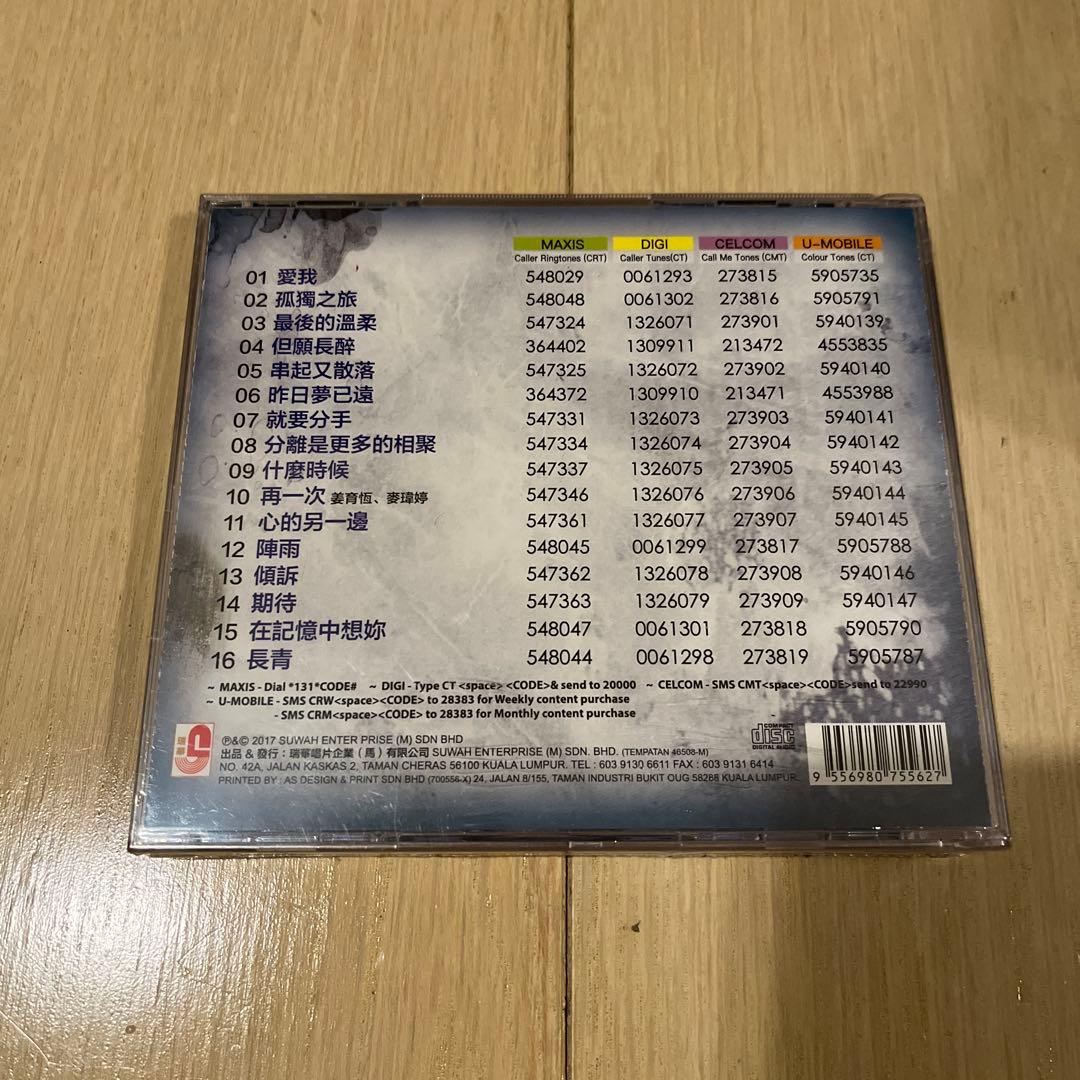 MAXIS DIGI CELCOM U-MOBILE
Caller Ringtones (CRT) Caller Tunes(CT) Call Me Tones (CMT) Colour Tones (CT)
01 愛我 548029 0061293 273815 5905735
02 孤獨之旅 548048 0061302 273816 5905791
03 最後的溫柔 547324 1326071 273901 5940139
04 但願長醉 364402 1309911 213472 4553835
05 串起又散落 547325 1326072 273902 5940140
06 昨日夢已遠 364372 1309910 213471 4553988
07 就要分手 547331 1326073 273903 5940141
08 分離是更多的相聚 547334 1326074 273904 5940142
09 什麼時候 547337 1326075 273905 5940143
10 再一次 姜育恆、麥瑋婷 547346 1326076 273906 5940144
11 心的另一邊 547361 1326077 273907 5940145
12 陣雨 548045 0061299 273817 5905788
13 傾訴 547362 1326078 273908 5940146
14 期待 547363 1326079 273909 5940147
15 在記憶中想妳 548047 0061301 273818 5905790
16 長青 548044 0061298 273819 5905787
~ MAXIS - Dial *131*CODE# ~ DIGI - Type CT <space> <CODE>& send to 20000 ~ CELCOM - SMS CMT<space><CODE>send to 22990
~ U-MOBILE - SMS CRW<space><CODE> to 28383 for Weekly content purchase
- SMS CRM<space><CODE> to 28383 for Monthly content purchase
瑞華
℗&© 2017 SUWAH ENTER PRISE (M) SDN BHD
出品 & 發行：瑞華唱片企業（馬）有限公司 SUWAH ENTERPRISE (M) SDN. BHD. (TEMPATAN 46508-M)
NO. 42A, JALAN KASKAS 2, TAMAN CHERAS 56100 KUALA LUMPUR. TEL : 603 9130 6611 FAX : 603 9131 6414
PRINTED BY : AS DESIGN & PRINT SDN BHD (700556-X) 24, JALAN 8/155, TAMAN INDUSTRI BUKIT OUG 58288 KUALA LUMPUR.
COMPACT
disc
DIGITAL AUDIO
9 556980 755627